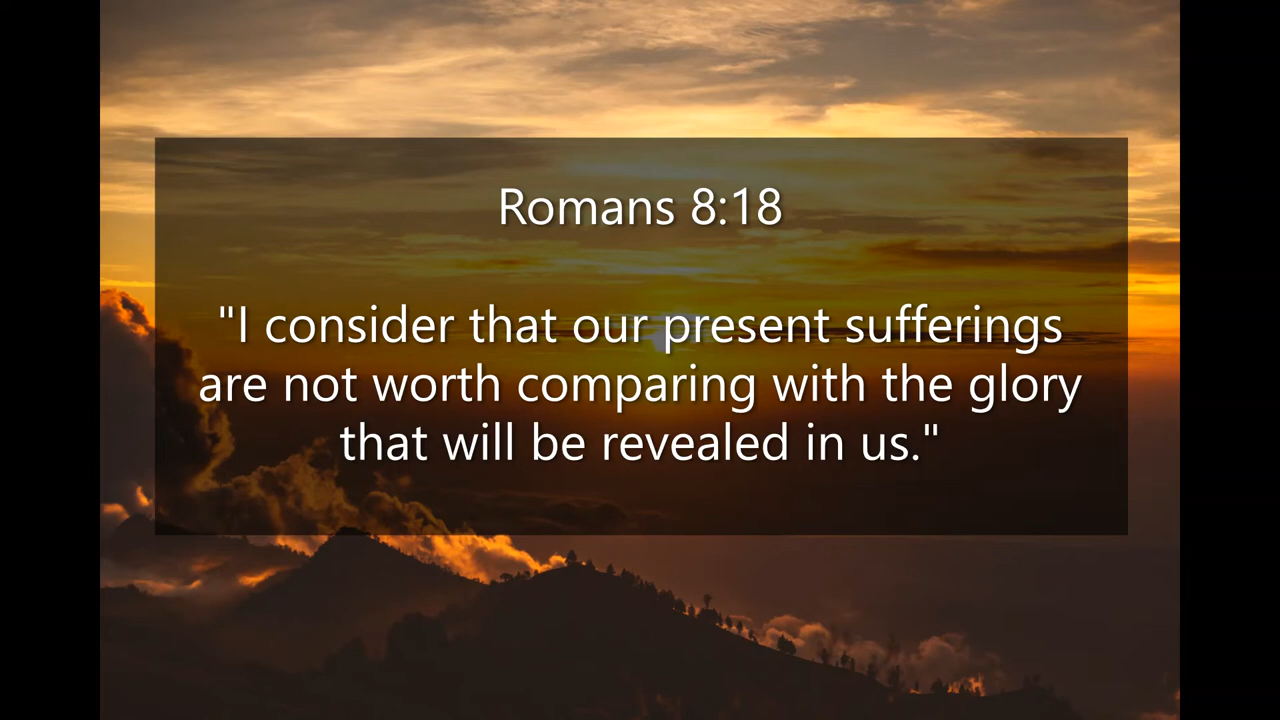 Romans 8:18
"I consider that our present sufferings
are not worth comparing with the glory
that will be revealed in us."